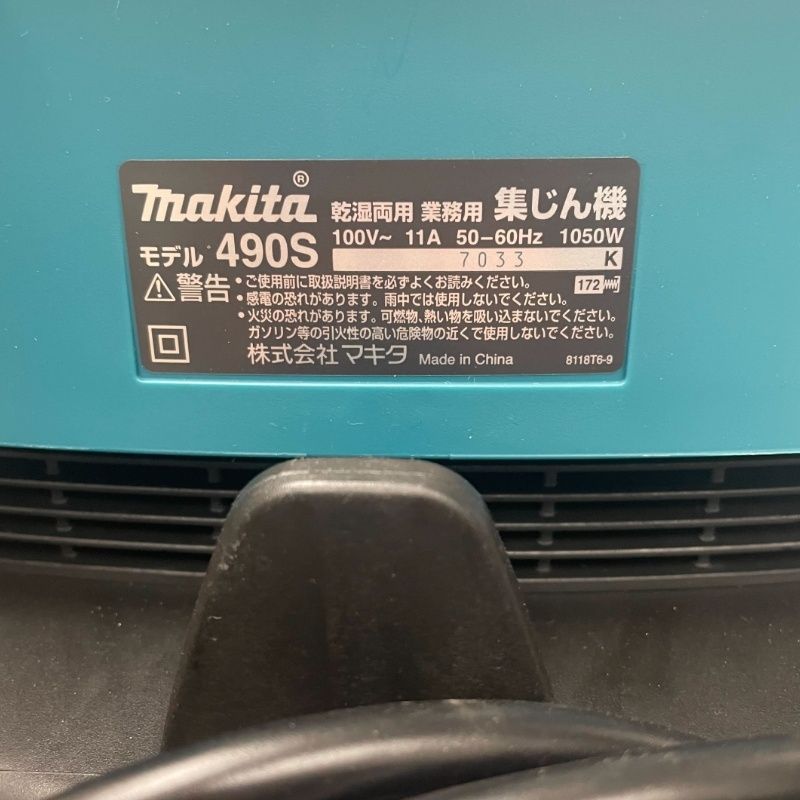 makita® 乾湿両用 業務用 集じん機
モデル 490S 100V~ 11A 50-60Hz 1050W
7033 K
⚠警告 • ご使用前に取扱説明書を必ずよくお読みください。 172
• 感電の恐れがあります。雨中では使用しないでください。
• 火災の恐れがあります。可燃物、熱い物を吸い込まないでください。
ガソリン等の引火性の高い危険物の近くで使用しないでください。
株式会社 マキタ Made in China 8118T6-9